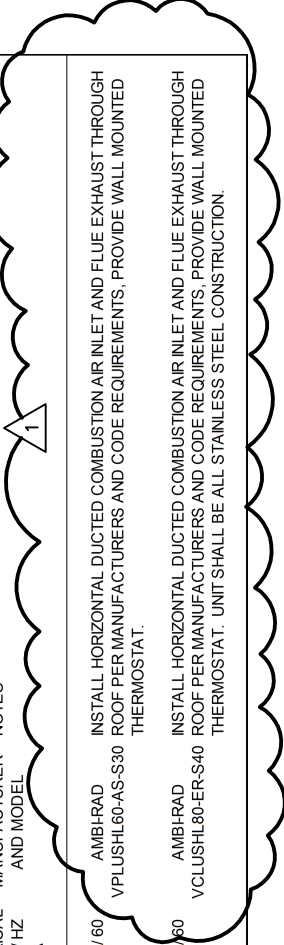 MANUFACTURER NOTES
HZ AND MODEL
1
/ 60 AMBI-RAD INSTALL HORIZONTAL DUCTED COMBUSTION AIR INLET AND FLUE EXHAUST THROUGH
VPLUSHL60-AS-S30 ROOF PER MANUFACTURERS AND CODE REQUIREMENTS, PROVIDE WALL MOUNTED
THERMOSTAT.
/60 AMBI-RAD INSTALL HORIZONTAL DUCTED COMBUSTION AIR INLET AND FLUE EXHAUST THROUGH
VCLUSHL80-ER-S40 ROOF PER MANUFACTURERS AND CODE REQUIREMENTS, PROVIDE WALL MOUNTED
THERMOSTAT. UNIT SHALL BE ALL STAINLESS STEEL CONSTRUCTION.